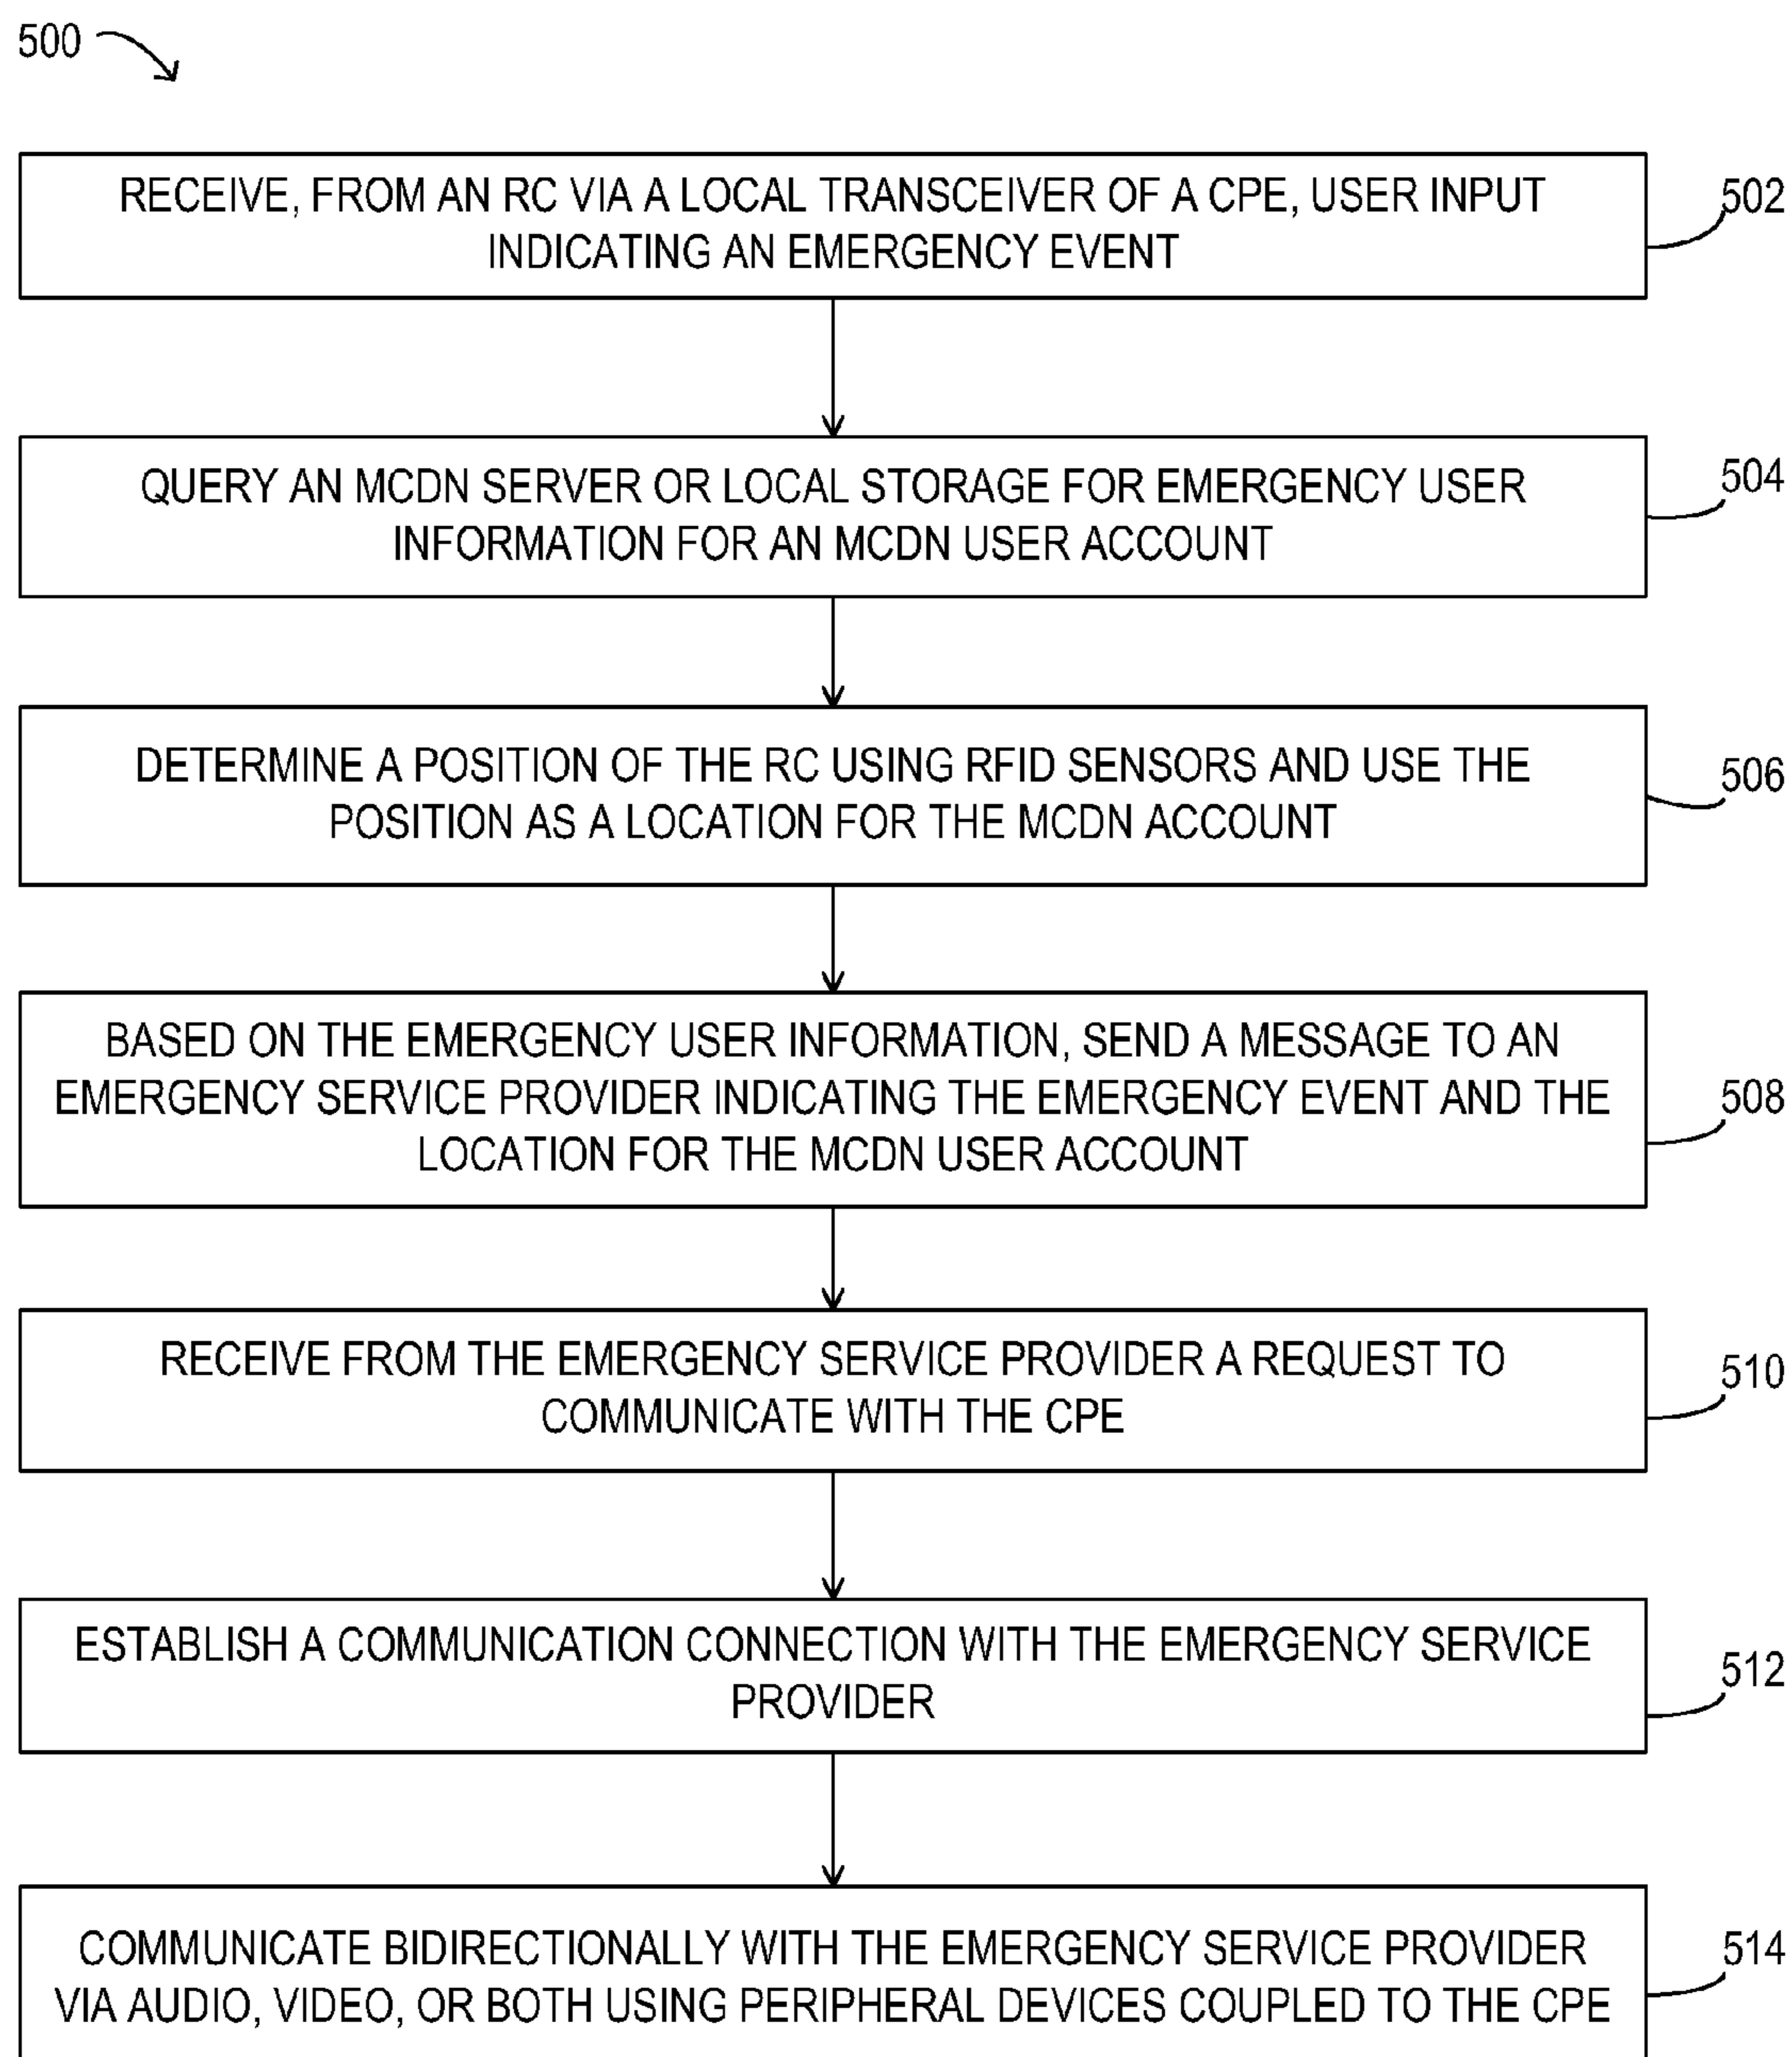 500
RECEIVE, FROM AN RC VIA A LOCAL TRANSCEIVER OF A CPE, USER INPUT
INDICATING AN EMERGENCY EVENT
502
QUERY AN MCDN SERVER OR LOCAL STORAGE FOR EMERGENCY USER
INFORMATION FOR AN MCDN USER ACCOUNT
504
DETERMINE A POSITION OF THE RC USING RFID SENSORS AND USE THE
POSITION AS A LOCATION FOR THE MCDN ACCOUNT
506
BASED ON THE EMERGENCY USER INFORMATION, SEND A MESSAGE TO AN
EMERGENCY SERVICE PROVIDER INDICATING THE EMERGENCY EVENT AND THE
LOCATION FOR THE MCDN USER ACCOUNT
508
RECEIVE FROM THE EMERGENCY SERVICE PROVIDER A REQUEST TO
COMMUNICATE WITH THE CPE
510
ESTABLISH A COMMUNICATION CONNECTION WITH THE EMERGENCY SERVICE
PROVIDER
512
COMMUNICATE BIDIRECTIONALLY WITH THE EMERGENCY SERVICE PROVIDER
VIA AUDIO, VIDEO, OR BOTH USING PERIPHERAL DEVICES COUPLED TO THE CPE
514